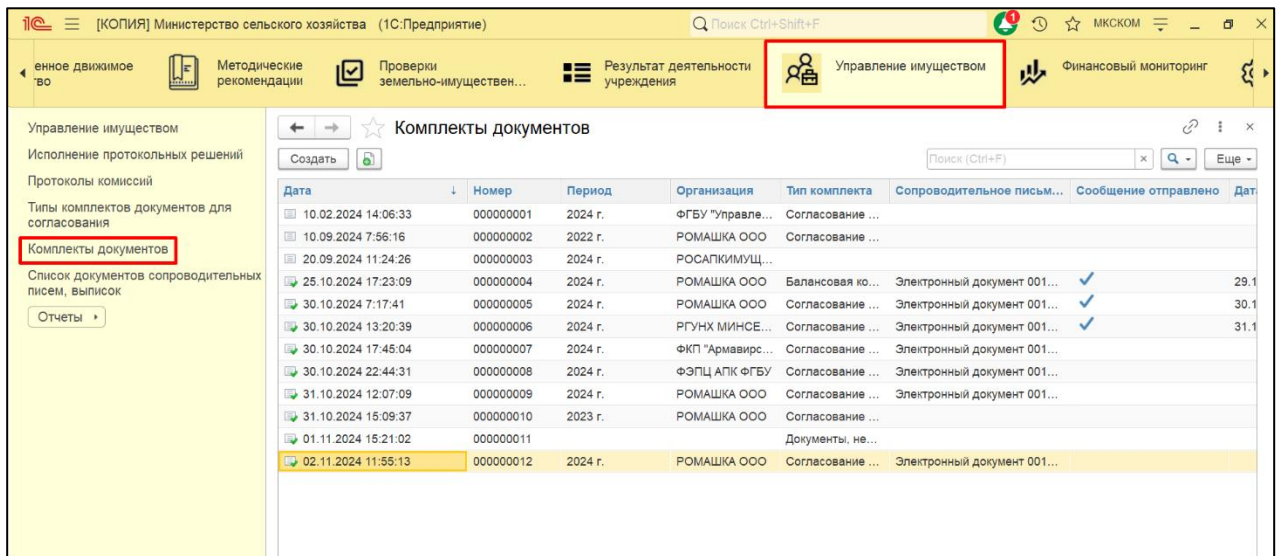 1С [КОПИЯ] Министерство сельского хозяйства (1С:Предприятие) Поиск Ctrl+Shift+F 1 МКСКОМ
енное движимое
во
Методические
рекомендации
Проверки
земельно-имуществен...
Результат деятельности
учреждения
Управление имуществом
Финансовый мониторинг
Управление имуществом
Исполнение протокольных решений
Протоколы комиссий
Типы комплектов документов для
согласования
Комплекты документов
Список документов сопроводительных
писем, выписок
Отчеты
Комплекты документов
Создать Поиск (Ctrl+F) × Еще
Дата ↓ Номер Период Организация Тип комплекта Сопроводительное письм... Сообщение отправлено Дат
10.02.2024 14:06:33 000000001 2024 г. ФГБУ "Управле... Согласование ...
10.09.2024 7:56:16 000000002 2022 г. РОМАШКА ООО Согласование ...
20.09.2024 11:24:26 000000003 2024 г. РОСАПКИМУЩ...
25.10.2024 17:23:09 000000004 2024 г. РОМАШКА ООО Балансовая ко... Электронный документ 001... ✓ 29.1
30.10.2024 7:17:41 000000005 2024 г. РОМАШКА ООО Согласование ... Электронный документ 001... ✓ 30.1
30.10.2024 13:20:39 000000006 2024 г. РГУНХ МИНСЕ... Согласование ... Электронный документ 001... ✓ 31.1
30.10.2024 17:45:04 000000007 2024 г. ФКП "Армавирс... Согласование ... Электронный документ 001...
30.10.2024 22:44:31 000000008 2024 г. ФЭПЦ АПК ФГБУ Согласование ... Электронный документ 001...
31.10.2024 12:07:09 000000009 2024 г. РОМАШКА ООО Согласование ... Электронный документ 001...
31.10.2024 15:09:37 000000010 2023 г. РОМАШКА ООО Согласование ...
01.11.2024 15:21:02 000000011 Документы, не...
02.11.2024 11:55:13 000000012 2024 г. РОМАШКА ООО Согласование ... Электронный документ 001...